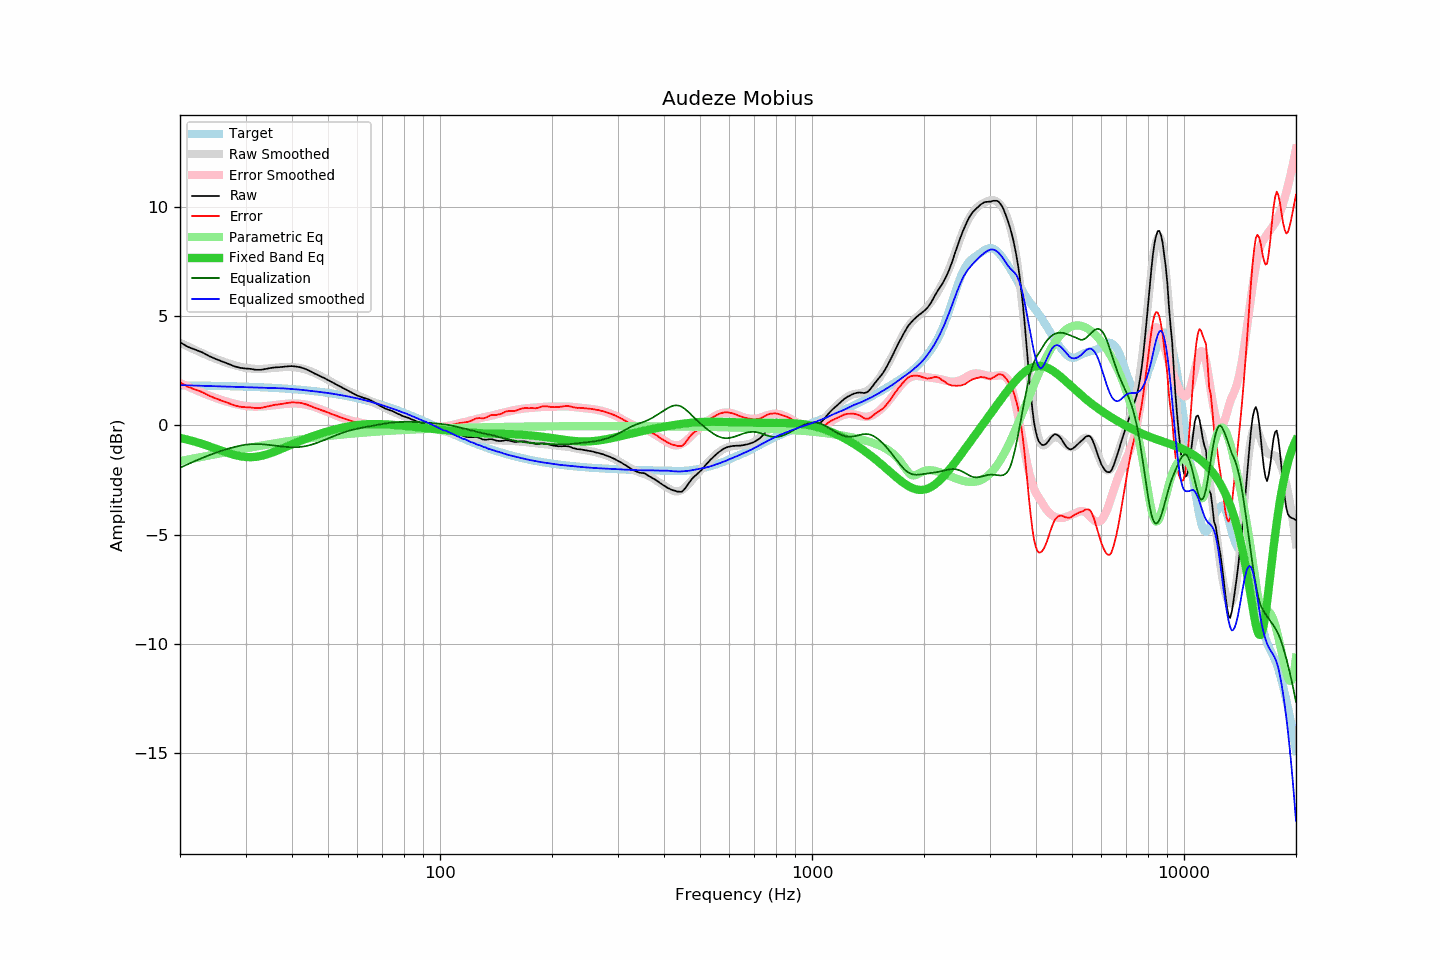 Audeze Mobius
Target
Raw Smoothed
Error Smoothed
Raw
Error
Parametric Eq
Fixed Band Eq
Equalization
Equalized smoothed
10
5
0
−5
−10
−15
Amplitude (dBr)
100
1000
10000
Frequency (Hz)